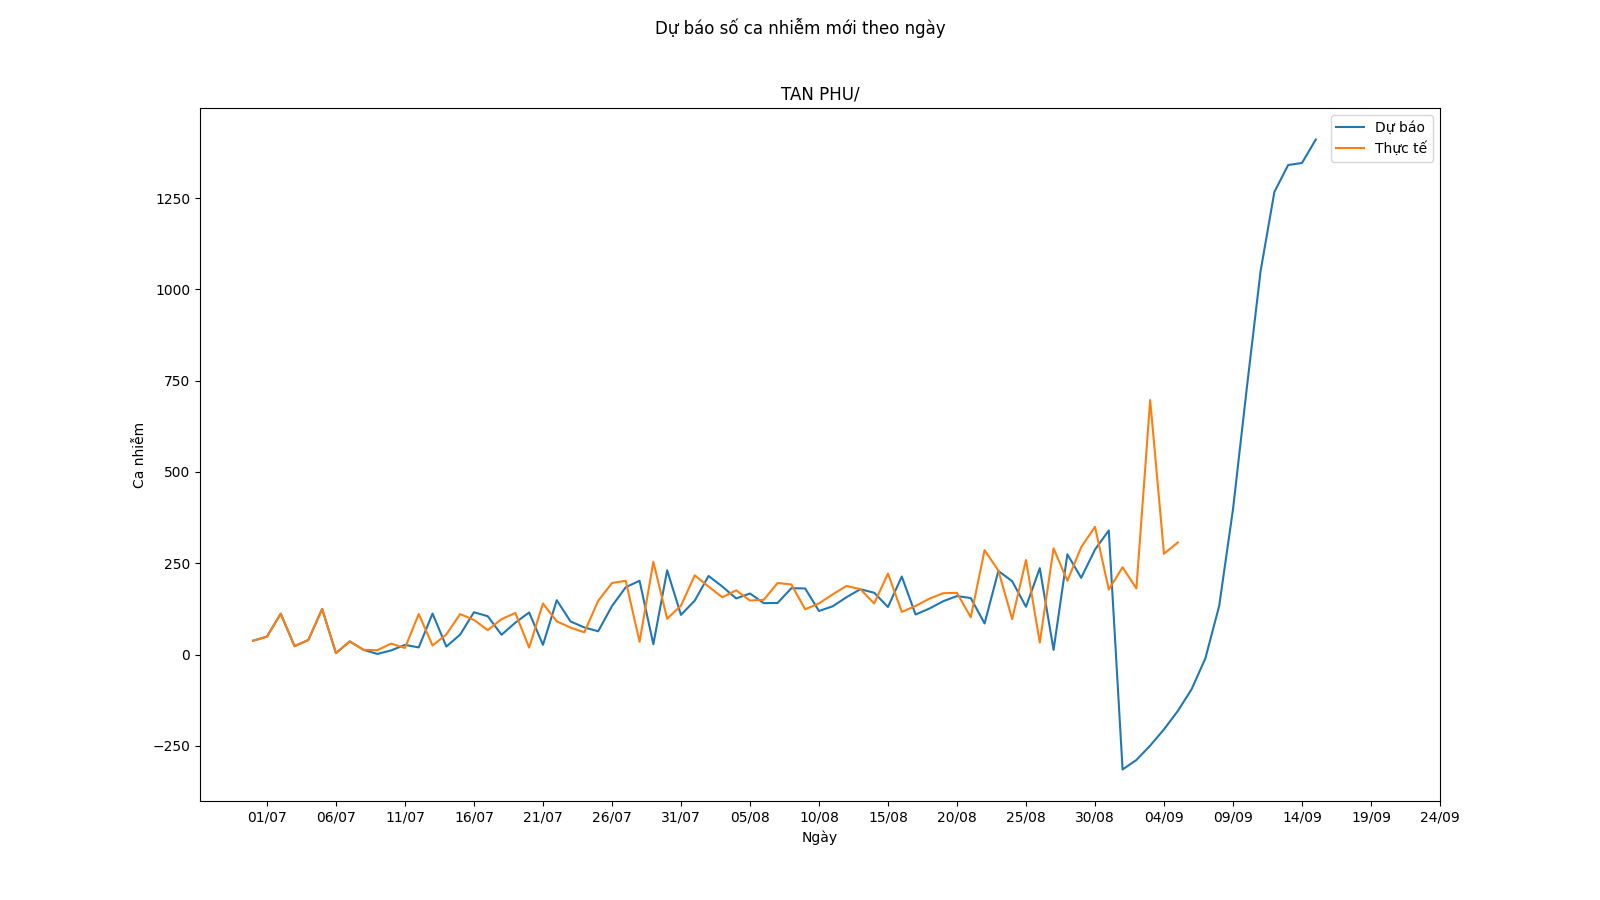 Dự báo số ca nhiễm mới theo ngày
TAN PHU/
Dự báo
Thực tế
1250
1000
750
500
250
0
−250
Ca nhiễm
01/07 06/07 11/07 16/07 21/07 26/07 31/07 05/08 10/08 15/08 20/08 25/08 30/08 04/09 09/09 14/09 19/09 24/09
Ngày